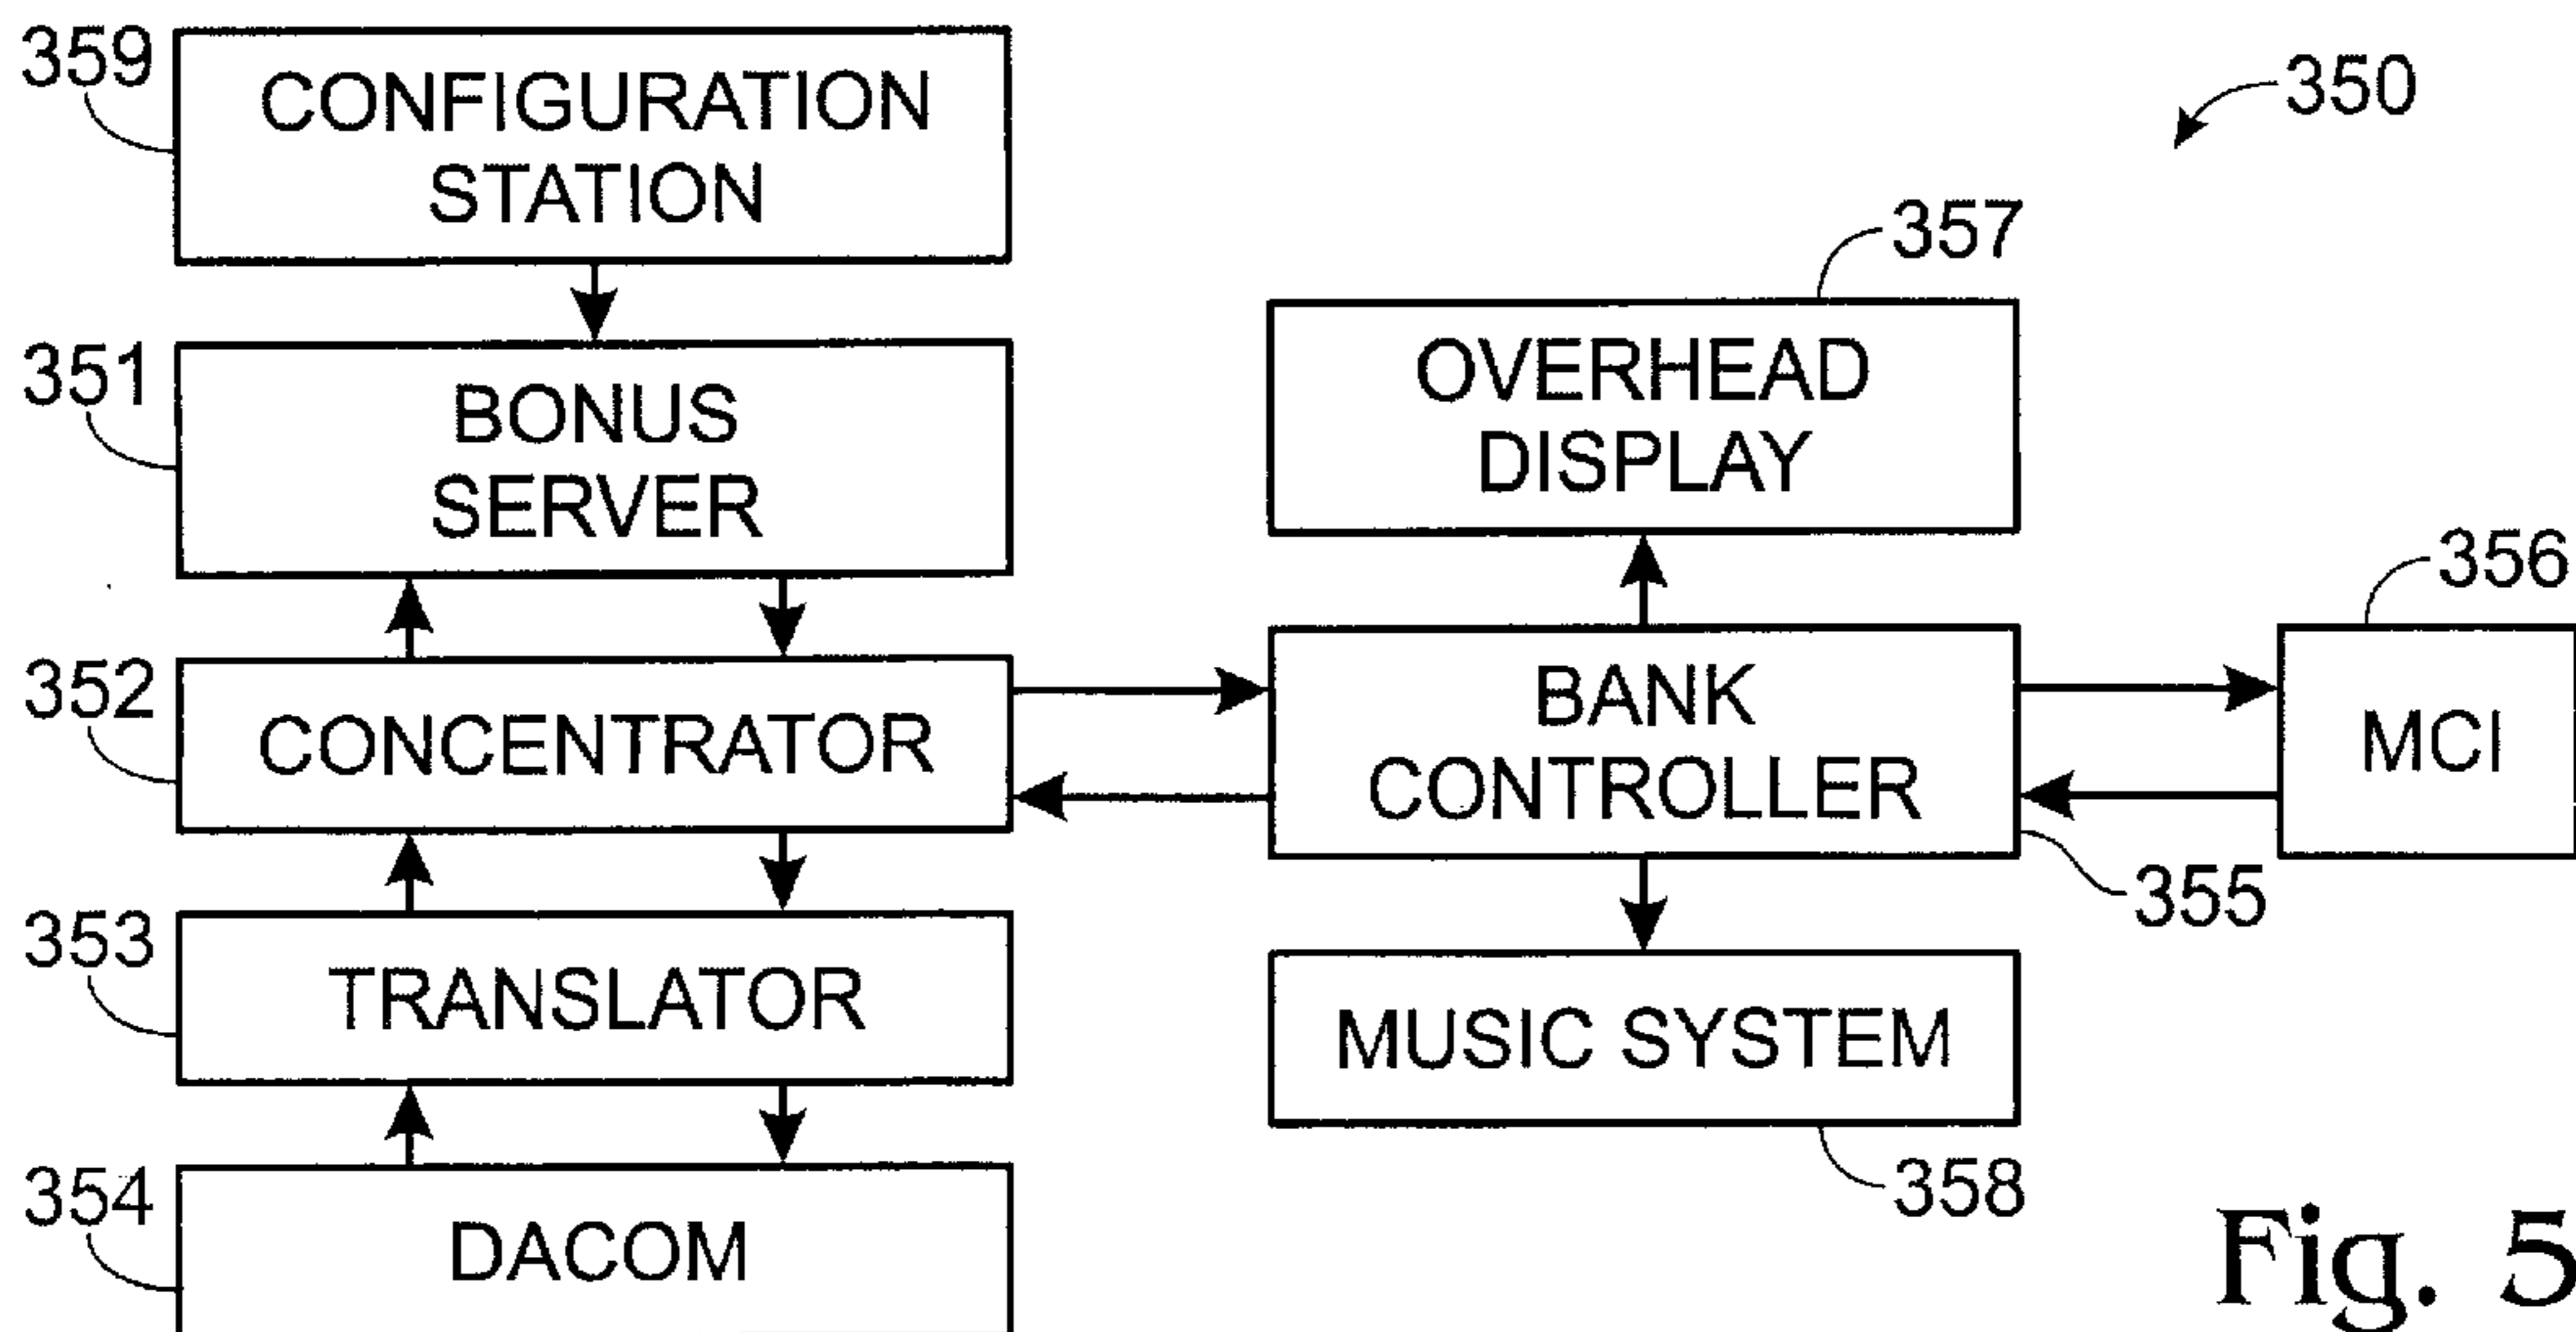 359
CONFIGURATION
STATION
350
351
BONUS
SERVER
357
OVERHEAD
DISPLAY
352
CONCENTRATOR
BANK
CONTROLLER
355
356
MCI
353
TRANSLATOR
MUSIC SYSTEM
358
354
DACOM
Fig. 5